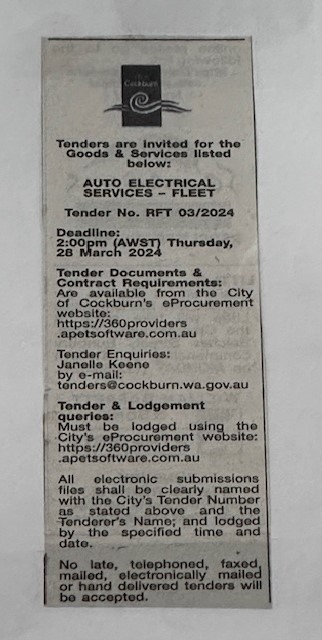 Cockburn
Tenders are invited for the
Goods & Services listed
below:
AUTO ELECTRICAL
SERVICES – FLEET
Tender No. RFT 03/2024
Deadline:
2:00pm (AWST) Thursday,
28 March 2024
Tender Documents &
Contract Requirements:
Are available from the City
of Cockburn's eProcurement
website:
https://360providers
.apetsoftware.com.au
Tender Enquiries:
Janelle Keene
by e-mail:
tenders@cockburn.wa.gov.au
Tender & Lodgement
queries:
Must be lodged using the
City's eProcurement website:
https://360providers
.apetsoftware.com.au
All electronic submissions
files shall be clearly named
with the City's Tender Number
as stated above and the
Tenderer's Name; and lodged
by the specified time and
date.
No late, telephoned, faxed,
mailed, electronically mailed
or hand delivered tenders will
be accepted.